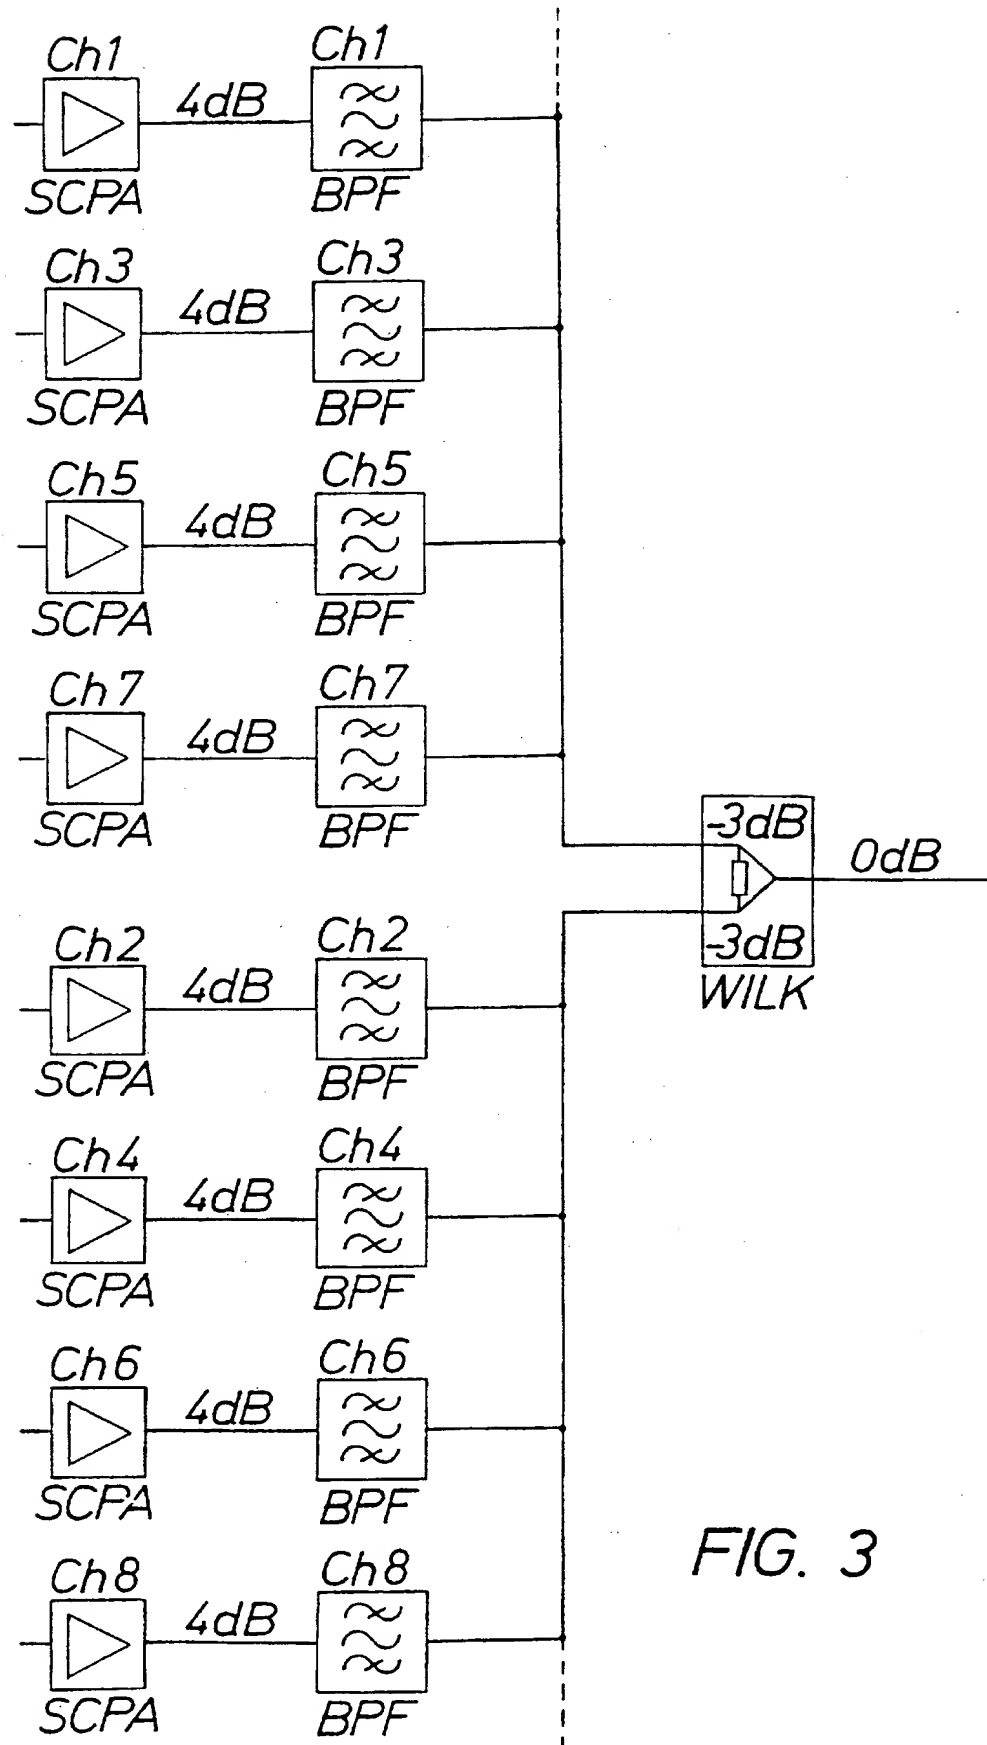 Ch1 Ch1
4dB
SCPA BPF
Ch3 Ch3
4dB
SCPA BPF
Ch5 Ch5
4dB
SCPA BPF
Ch7 Ch7
4dB
SCPA BPF
-3dB
0dB
-3dB
WILK
Ch2 Ch2
4dB
SCPA BPF
Ch4 Ch4
4dB
SCPA BPF
Ch6 Ch6
4dB
SCPA BPF
Ch8 Ch8
4dB
SCPA BPF
FIG. 3